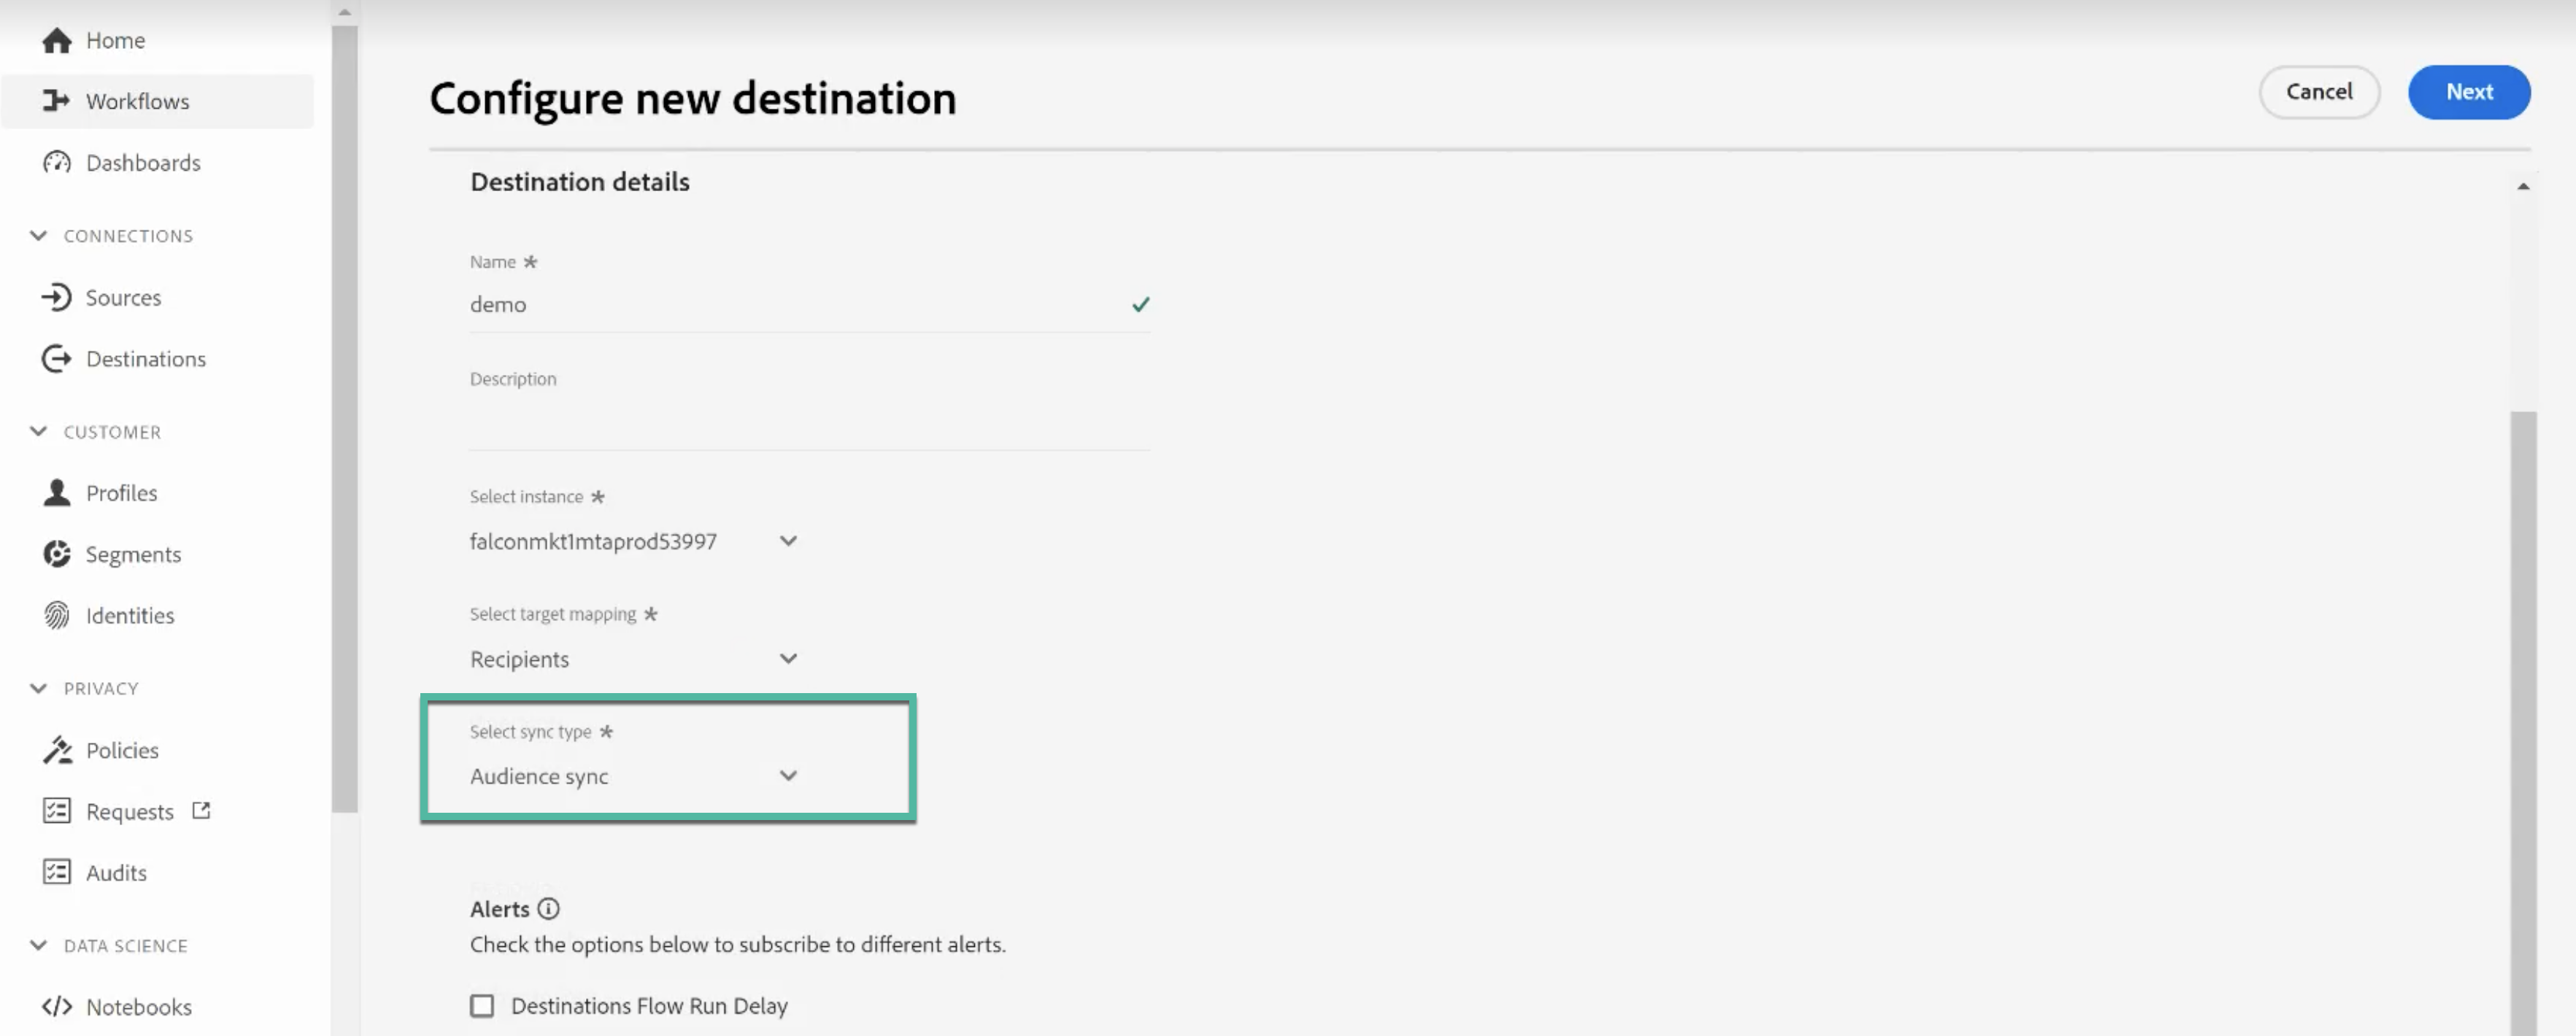 Home
Workflows
Dashboards
CONNECTIONS
Sources
Destinations
CUSTOMER
Profiles
Segments
Identities
PRIVACY
Policies
Requests
Audits
DATA SCIENCE
Notebooks
Configure new destination
Cancel
Next
Destination details
Name *
demo
Description
Select instance *
falconmkt1mtaprod53997
Select target mapping *
Recipients
Select sync type *
Audience sync
Alerts
Check the options below to subscribe to different alerts.
Destinations Flow Run Delay